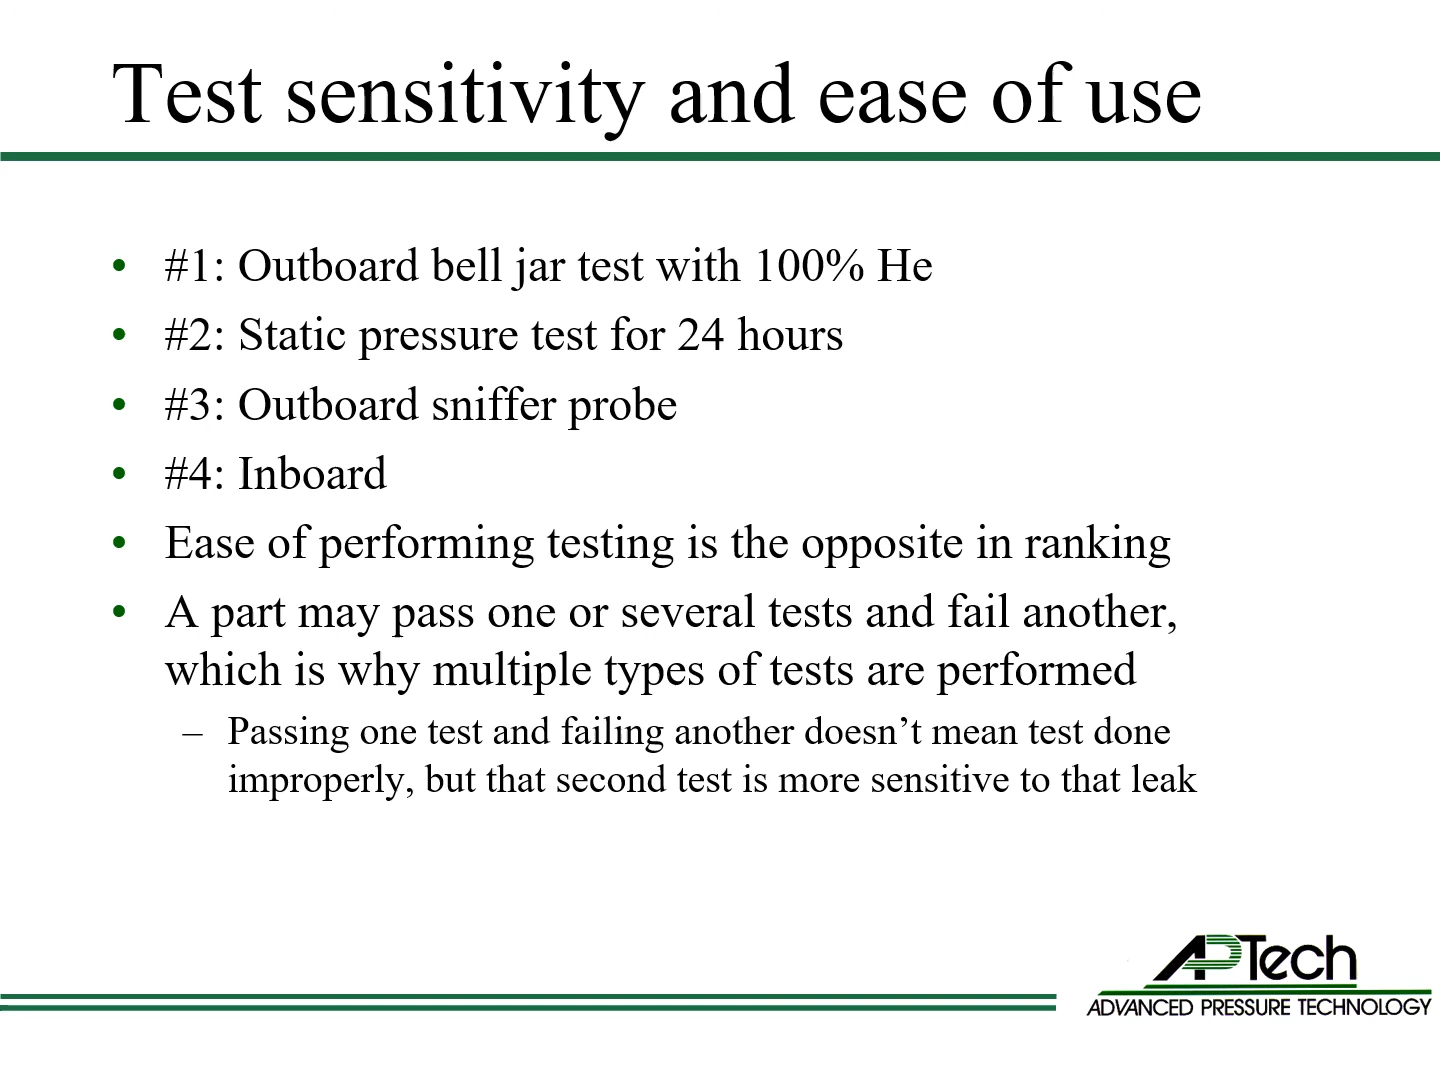 Test sensitivity and ease of use
• #1: Outboard bell jar test with 100% He
• #2: Static pressure test for 24 hours
• #3: Outboard sniffer probe
• #4: Inboard
• Ease of performing testing is the opposite in ranking
• A part may pass one or several tests and fail another,
which is why multiple types of tests are performed
– Passing one test and failing another doesn’t mean test done
improperly, but that second test is more sensitive to that leak
APTech
ADVANCED PRESSURE TECHNOLOGY